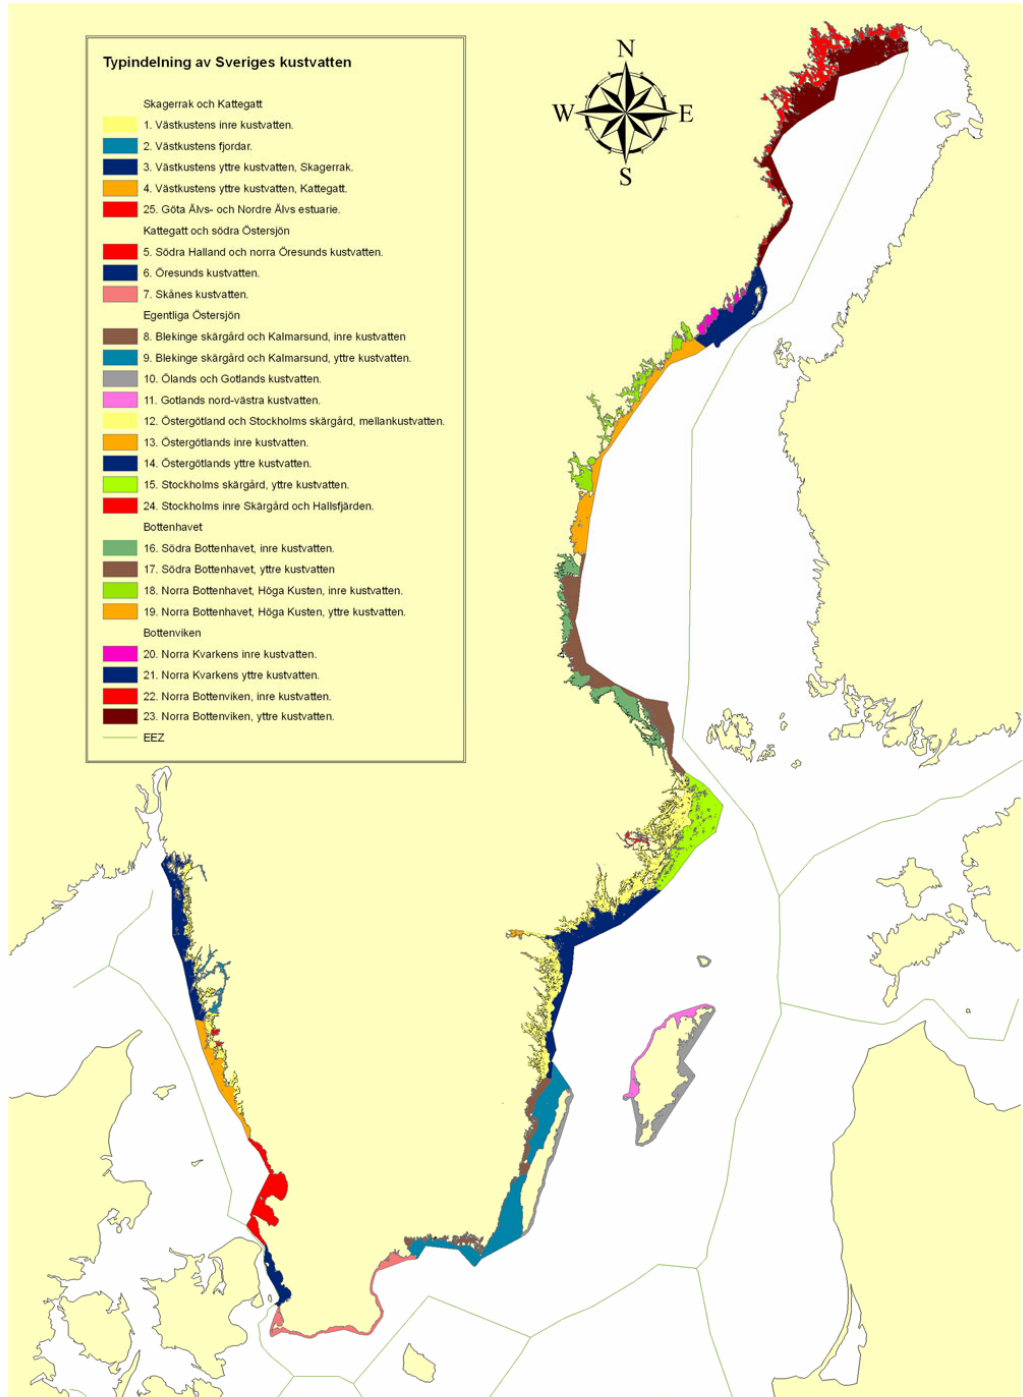 Typindelning av Sveriges kustvatten
Skagerrak och Kattegatt
1. Västkustens inre kustvatten.
2. Västkustens fjordar.
3. Västkustens yttre kustvatten, Skagerrak.
4. Västkustens yttre kustvatten, Kattegatt.
25. Göta Älvs- och Nordre Älvs estuarie.
Kattegatt och södra Östersjön
5. Södra Halland och norra Öresunds kustvatten.
6. Öresunds kustvatten.
7. Skånes kustvatten.
Egentliga Östersjön
8. Blekinge skärgård och Kalmarsund, inre kustvatten
9. Blekinge skärgård och Kalmarsund, yttre kustvatten.
10. Ölands och Gotlands kustvatten.
11. Gotlands nord-västra kustvatten.
12. Östergötland och Stockholms skärgård, mellankustvatten.
13. Östergötlands inre kustvatten.
14. Östergötlands yttre kustvatten.
15. Stockholms skärgård, yttre kustvatten.
24. Stockholms inre Skärgård och Hallsfjärden.
Bottenhavet
16. Södra Bottenhavet, inre kustvatten.
17. Södra Bottenhavet, yttre kustvatten
18. Norra Bottenhavet, Höga Kusten, inre kustvatten.
19. Norra Bottenhavet, Höga Kusten, yttre kustvatten.
Bottenviken
20. Norra Kvarkens inre kustvatten.
21. Norra Kvarkens yttre kustvatten.
22. Norra Bottenviken, inre kustvatten.
23. Norra Bottenviken, yttre kustvatten.
EEZ
N
W
E
S